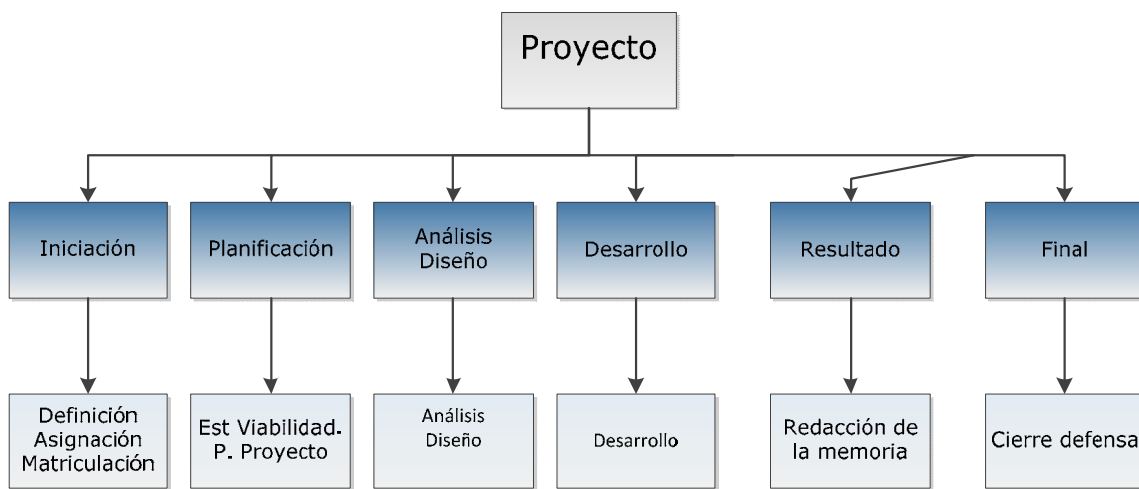 Proyecto
Iniciación
Planificación
Análisis
Diseño
Desarrollo
Resultado
Final
Definición
Asignación
Matriculación
Est Viabilidad.
P. Proyecto
Análisis
Diseño
Desarrollo
Redacción de
la memoria
Cierre defensa